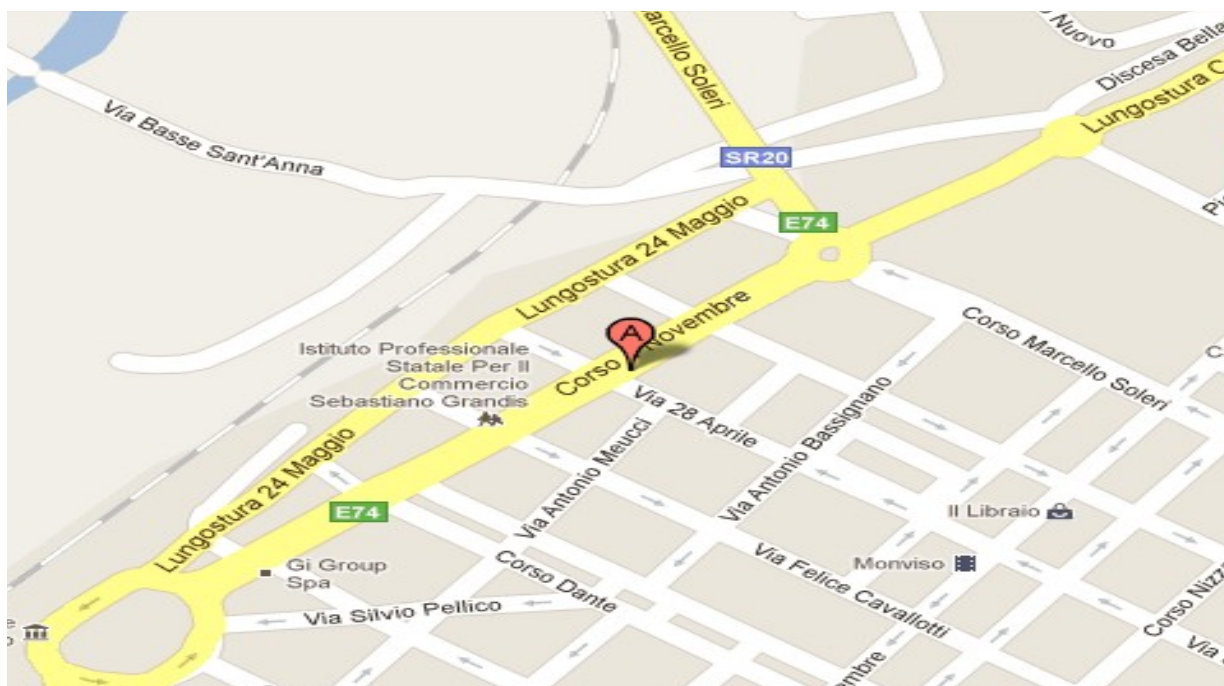 o Nuovo
Discesa Bella
Lungostura C
Marcello Soleri
Via Basse Sant'Anna
SR20
E74
Lungostura 24 Maggio
A
Corso
Novembre
Corso Marcello Soleri
Istituto Professionale
Statale Per Il
Commercio
Sebastiano Grandis
Via 28 Aprile
Via Antonio Bassignano
Via Antonio Meucci
Lungostura 24 Maggio
E74
Il Libraio
Monviso
Gi Group
Spa
Corso Dante
Via Felice Cavallotti
Corso Nizza
Via Silvio Pellico
Via